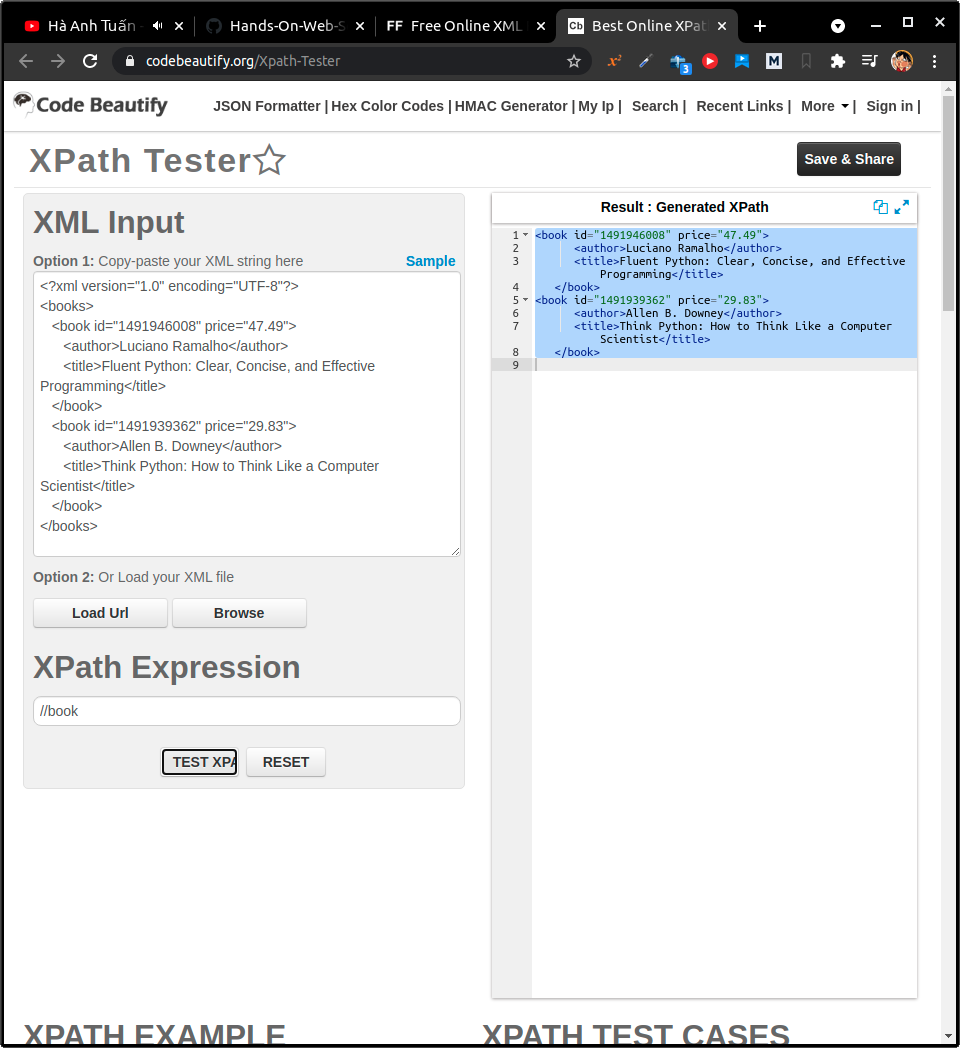 Hà Anh Tuấn
Hands-On-Web-S
FF Free Online XML
Cb Best Online XPat
codebeautify.org/Xpath-Tester
x²
3
M
Code Beautify
JSON Formatter | Hex Color Codes | HMAC Generator | My Ip | Search | Recent Links | More | Sign in |
XPath Tester
Save & Share
XML Input
Option 1: Copy-paste your XML string here
Sample
<?xml version="1.0" encoding="UTF-8"?>
<books>
<book id="1491946008" price="47.49">
<author>Luciano Ramalho</author>
<title>Fluent Python: Clear, Concise, and Effective
Programming</title>
</book>
<book id="1491939362" price="29.83">
<author>Allen B. Downey</author>
<title>Think Python: How to Think Like a Computer
Scientist</title>
</book>
</books>
Option 2: Or Load your XML file
Load Url
Browse
XPath Expression
//book
TEST XPA
RESET
Result : Generated XPath
1 <book id="1491946008" price="47.49">
2 <author>Luciano Ramalho</author>
3 <title>Fluent Python: Clear, Concise, and Effective
Programming</title>
4 </book>
5 <book id="1491939362" price="29.83">
6 <author>Allen B. Downey</author>
7 <title>Think Python: How to Think Like a Computer
Scientist</title>
8 </book>
9
XPATH EXAMPLE
XPATH TEST CASES